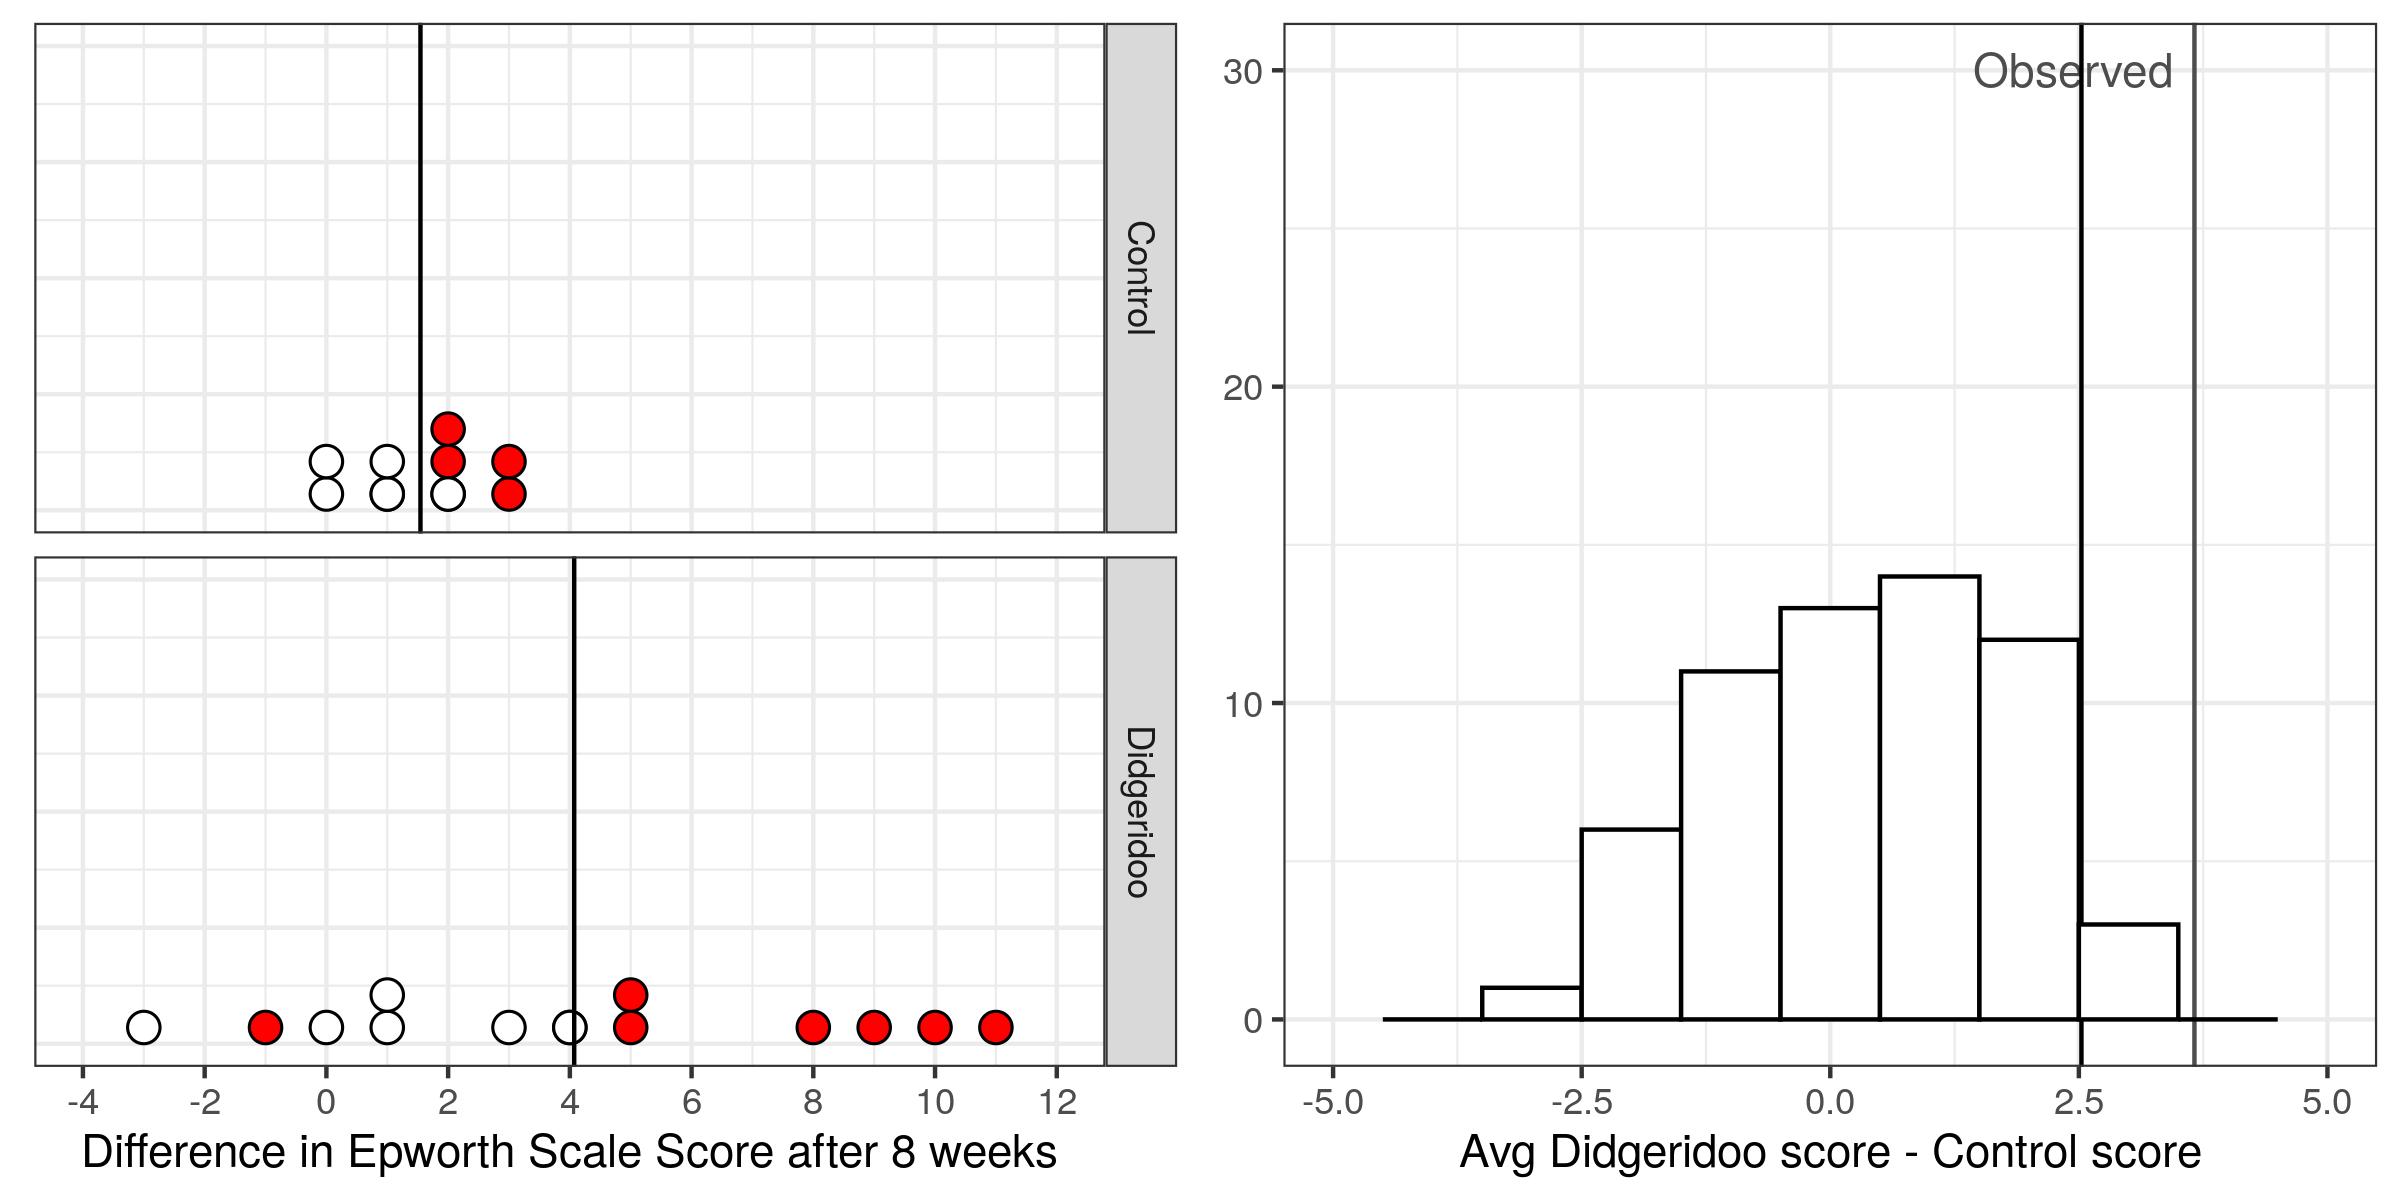 Control
Didgeridoo
-4 -2 0 2 4 6 8 10 12
Difference in Epworth Scale Score after 8 weeks
Observed
30
20
10
0
-5.0 -2.5 0.0 2.5 5.0
Avg Didgeridoo score - Control score